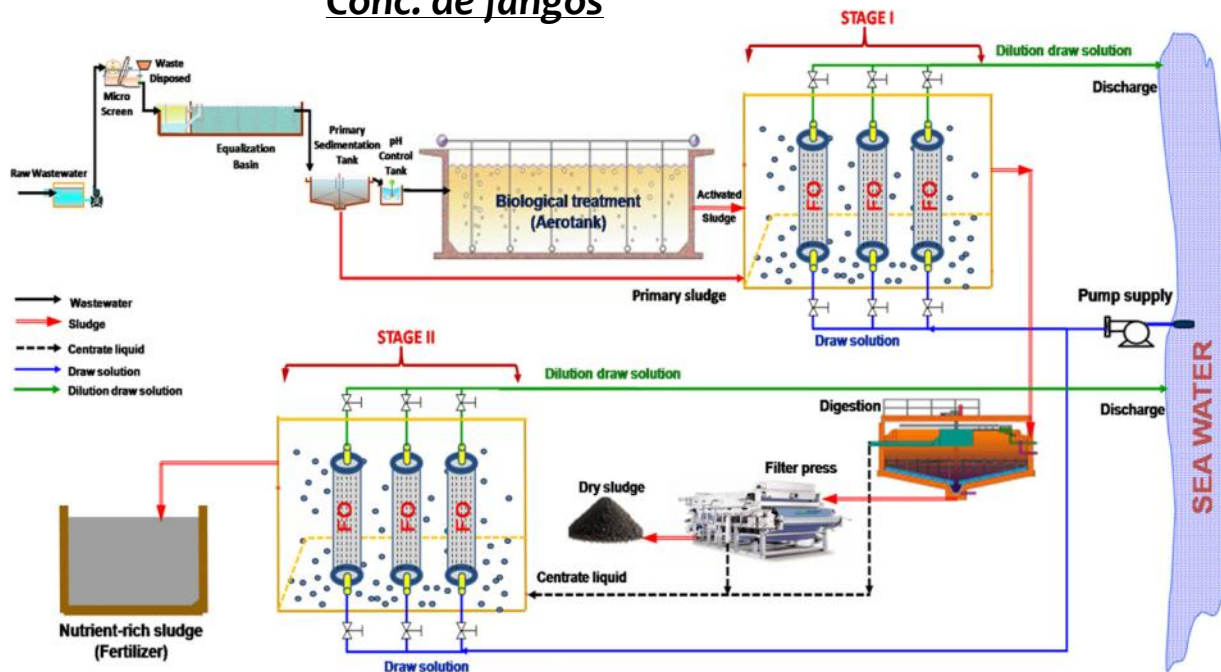 Conc. de fangos
STAGE I
Dilution draw solution
Discharge
Waste
Disposed
Micro
Screen
Equalization
Basin
Primary
Sedimentation
Tank
pH
Control
Tank
Raw Wastewater
Biological treatment
(Aerotank)
Activated
Sludge
FO
FO
FO
Primary sludge
Draw solution
Pump supply
SEA WATER
Wastewater
Sludge
Centrate liquid
Draw solution
Dilution draw solution
STAGE II
Dilution draw solution
Discharge
Digestion
Filter press
Dry sludge
FO
FO
FO
Centrate liquid
Nutrient-rich sludge
(Fertilizer)
Draw solution